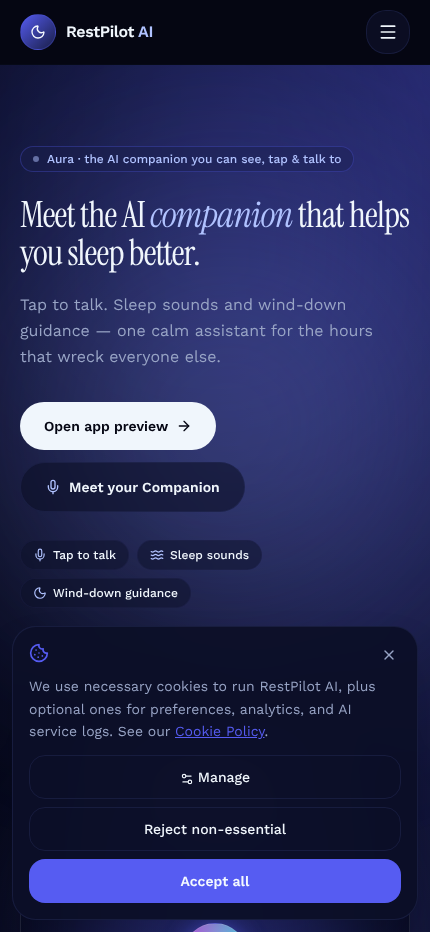 RestPilot AI
Aura · the AI companion you can see, tap & talk to
Meet the AI companion that helps
you sleep better.
Tap to talk. Sleep sounds and wind-down
guidance — one calm assistant for the hours
that wreck everyone else.
Open app preview →
Meet your Companion
Tap to talk
Sleep sounds
Wind-down guidance
We use necessary cookies to run RestPilot AI, plus
optional ones for preferences, analytics, and AI
service logs. See our Cookie Policy.
Manage
Reject non-essential
Accept all